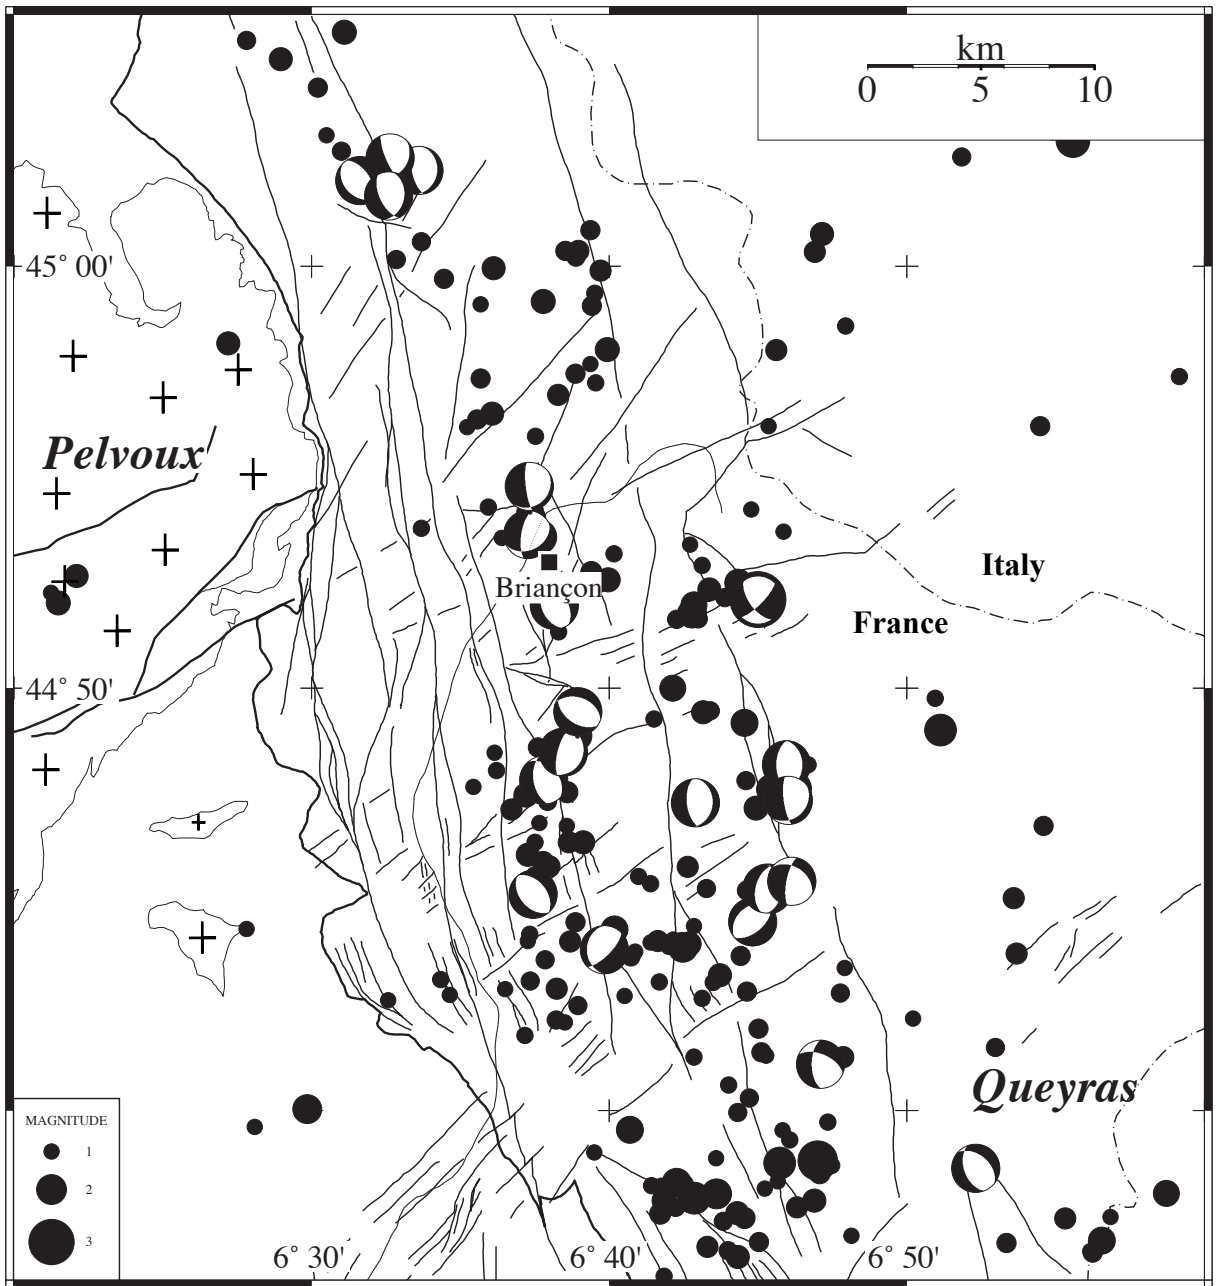 km
0 5 10
45° 00'
Pelvoux
Italy
Briançon
France
44° 50'
Queyras
MAGNITUDE
1
2
3
6° 30' 6° 40' 6° 50'